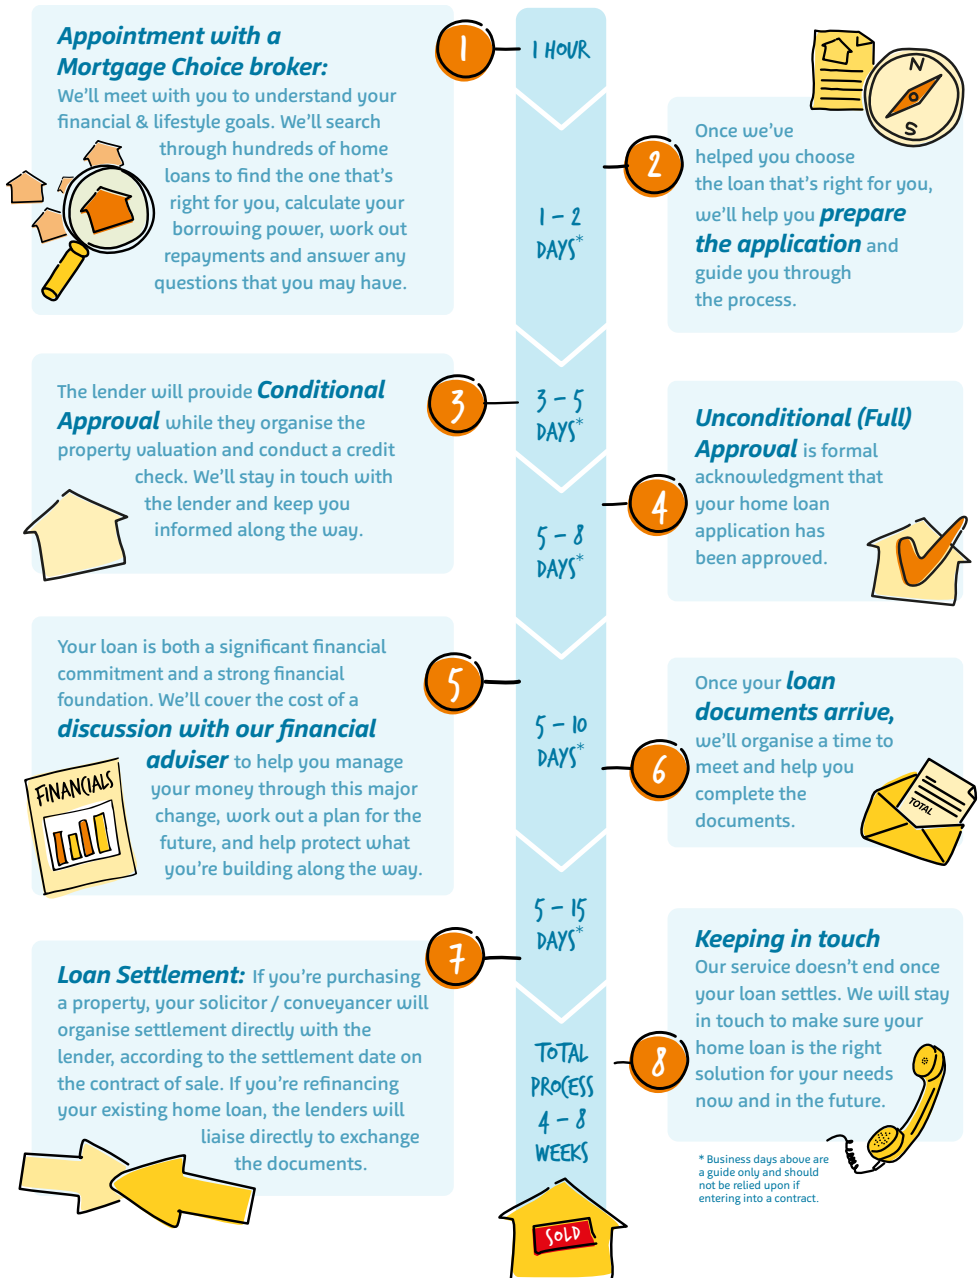 Appointment with a
Mortgage Choice broker:
We'll meet with you to understand your
financial & lifestyle goals. We'll search
through hundreds of home
loans to find the one that's
right for you, calculate your
borrowing power, work out
repayments and answer any
questions that you may have.
1
1 HOUR
N
S
2
Once we've
helped you choose
the loan that's right for you,
we'll help you prepare
the application and
guide you through
the process.
1 – 2
DAYS*
The lender will provide Conditional
Approval while they organise the
property valuation and conduct a credit
check. We'll stay in touch with
the lender and keep you
informed along the way.
3
3 – 5
DAYS*
4
Unconditional (Full)
Approval is formal
acknowledgment that
your home loan
application has
been approved.
5 – 8
DAYS*
Your loan is both a significant financial
commitment and a strong financial
foundation. We'll cover the cost of a
discussion with our financial
adviser to help you manage
your money through this major
change, work out a plan for the
future, and help protect what
you're building along the way.
FINANCIALS
5
5 – 10
DAYS*
6
Once your loan
documents arrive,
we'll organise a time to
meet and help you
complete the
documents.
TOTAL
5 – 15
DAYS*
7
Loan Settlement: If you're purchasing
a property, your solicitor / conveyancer will
organise settlement directly with the
lender, according to the settlement date on
the contract of sale. If you're refinancing
your existing home loan, the lenders will
liaise directly to exchange
the documents.
TOTAL
PROCESS
4 – 8
WEEKS
8
Keeping in touch
Our service doesn't end once
your loan settles. We will stay
in touch to make sure your
home loan is the right
solution for your needs
now and in the future.
* Business days above are
a guide only and should
not be relied upon if
entering into a contract.
SOLD